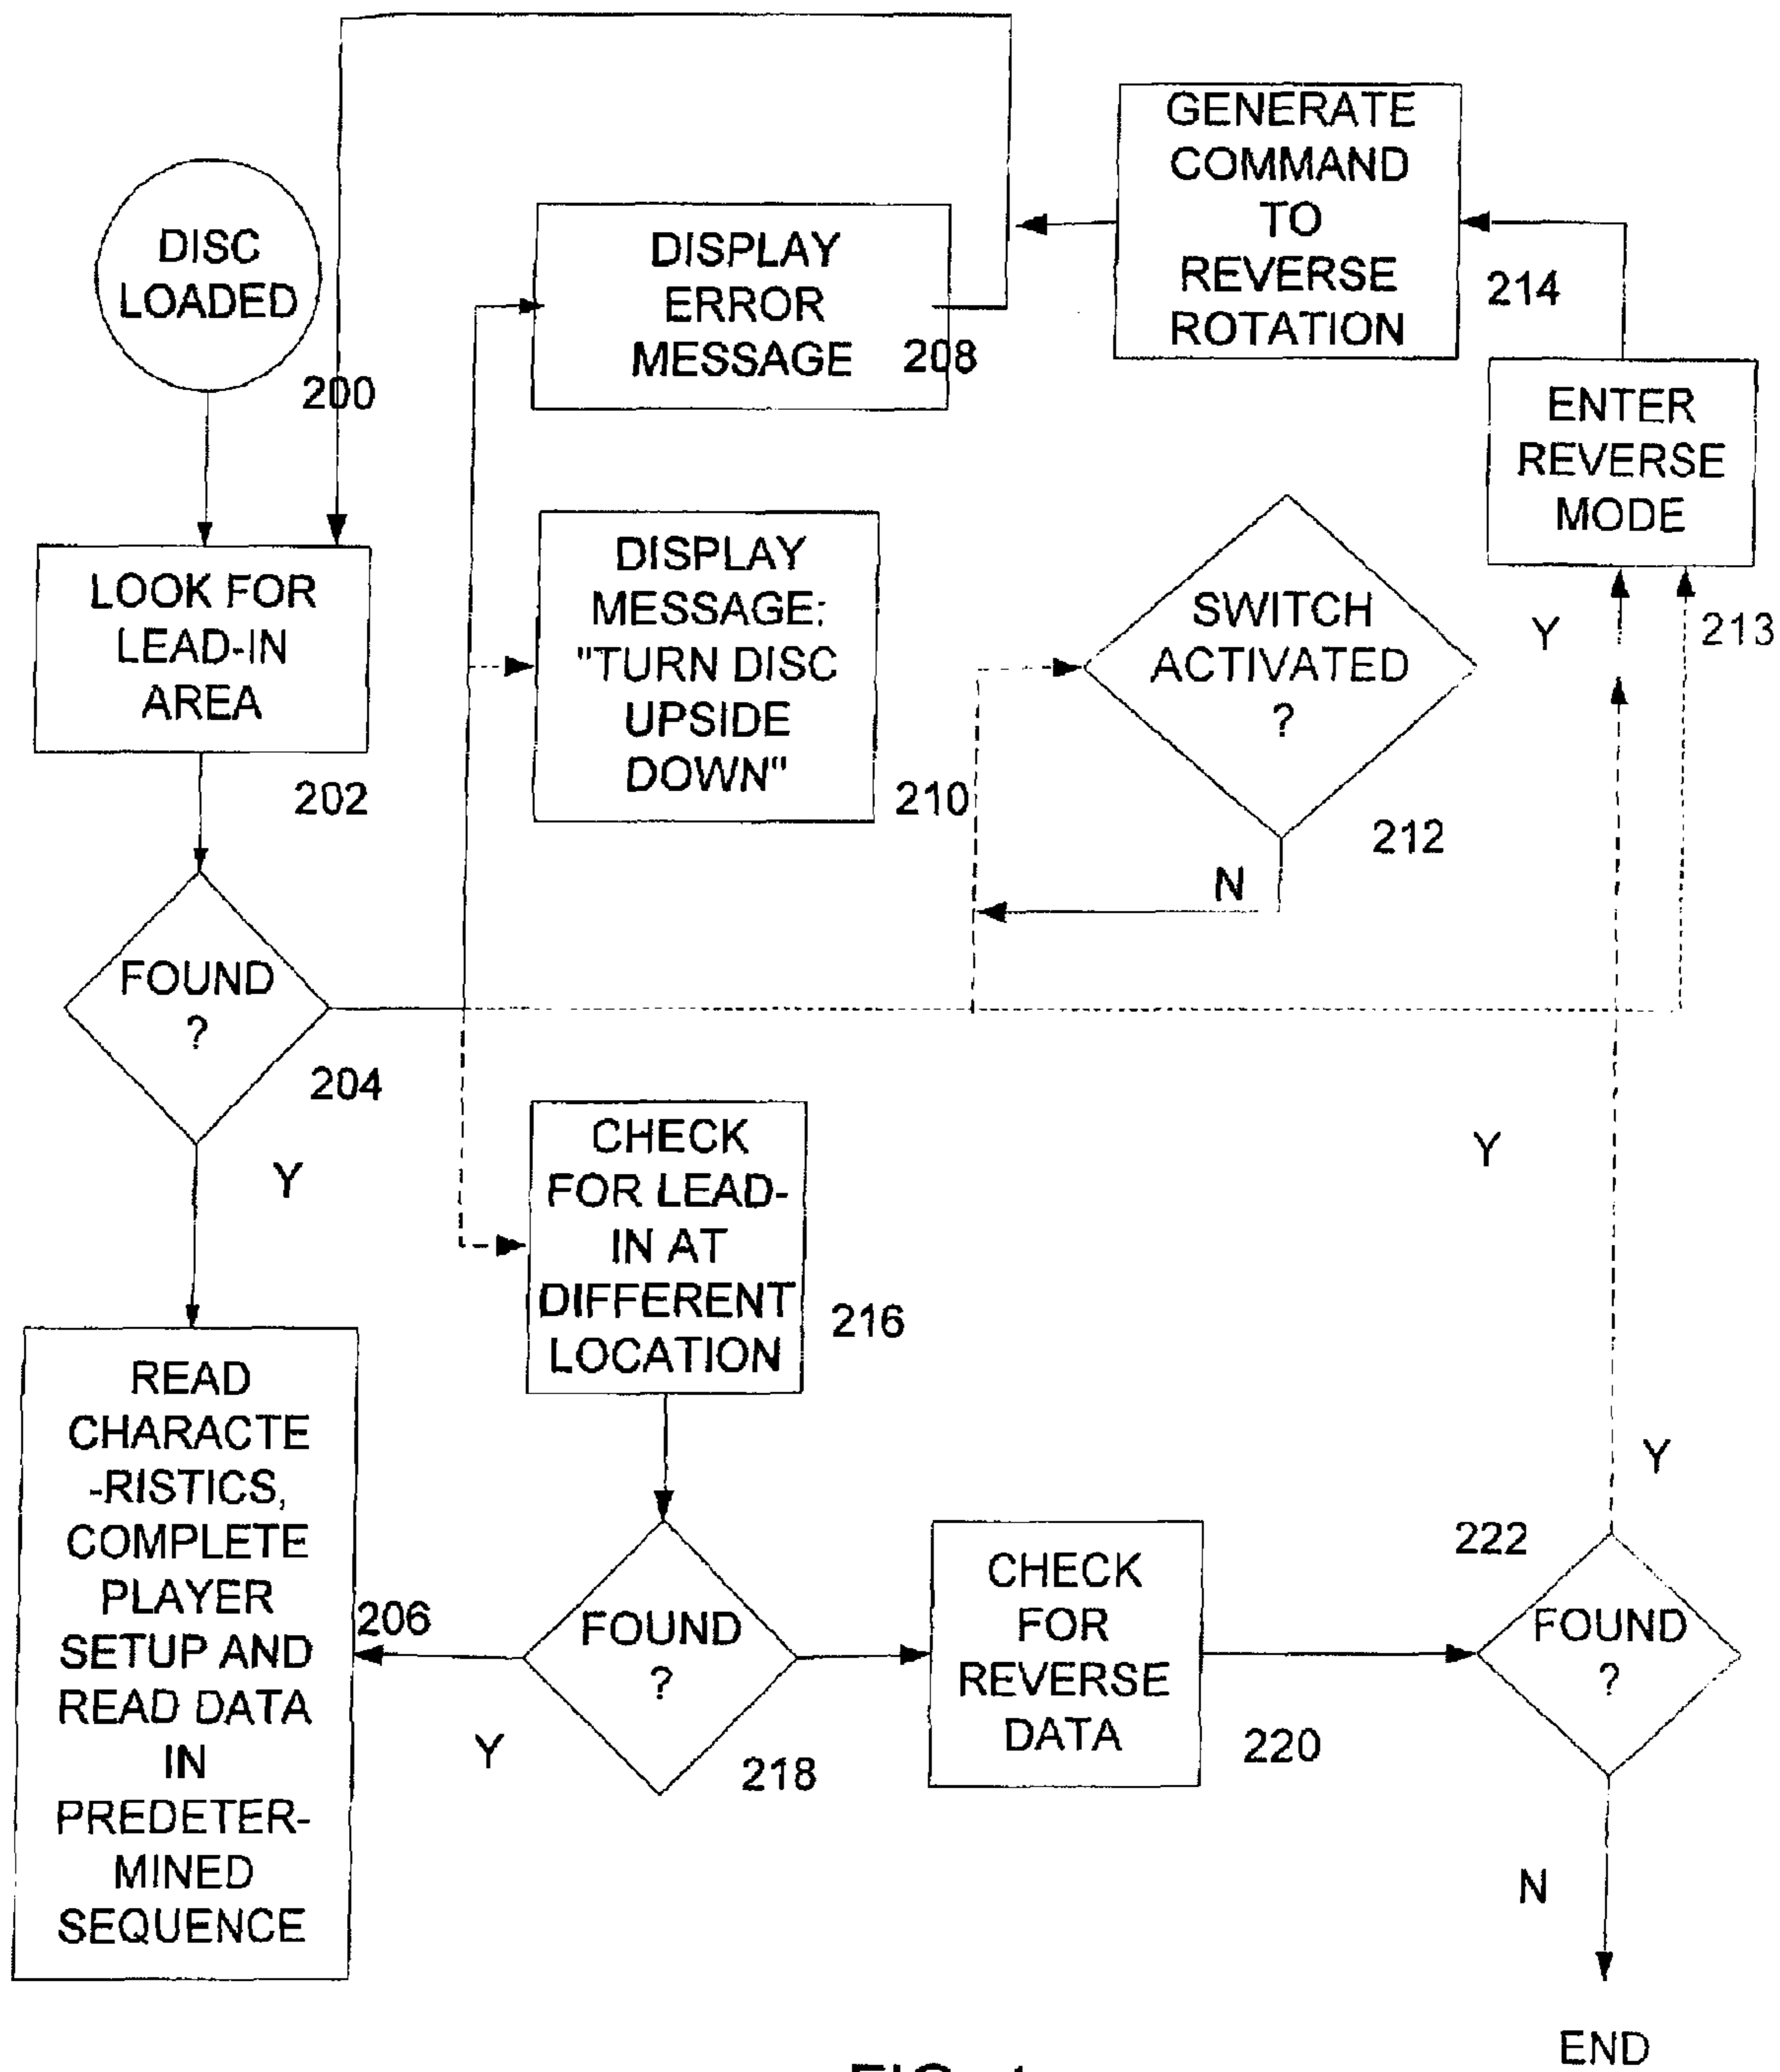 DISC
LOADED
200
LOOK FOR
LEAD-IN
AREA
202
FOUND
?
204
Y
READ
CHARACTE
-RISTICS,
COMPLETE
PLAYER
SETUP AND
READ DATA
IN
PREDETER-
MINED
SEQUENCE
206
DISPLAY
ERROR
MESSAGE
208
DISPLAY
MESSAGE:
"TURN DISC
UPSIDE
DOWN"
210
SWITCH
ACTIVATED
?
212
N
GENERATE
COMMAND
TO
REVERSE
ROTATION
214
ENTER
REVERSE
MODE
213
Y
CHECK
FOR LEAD-
IN AT
DIFFERENT
LOCATION
216
FOUND
?
218
Y
CHECK
FOR
REVERSE
DATA
220
Y
Y
222
FOUND
?
N
END